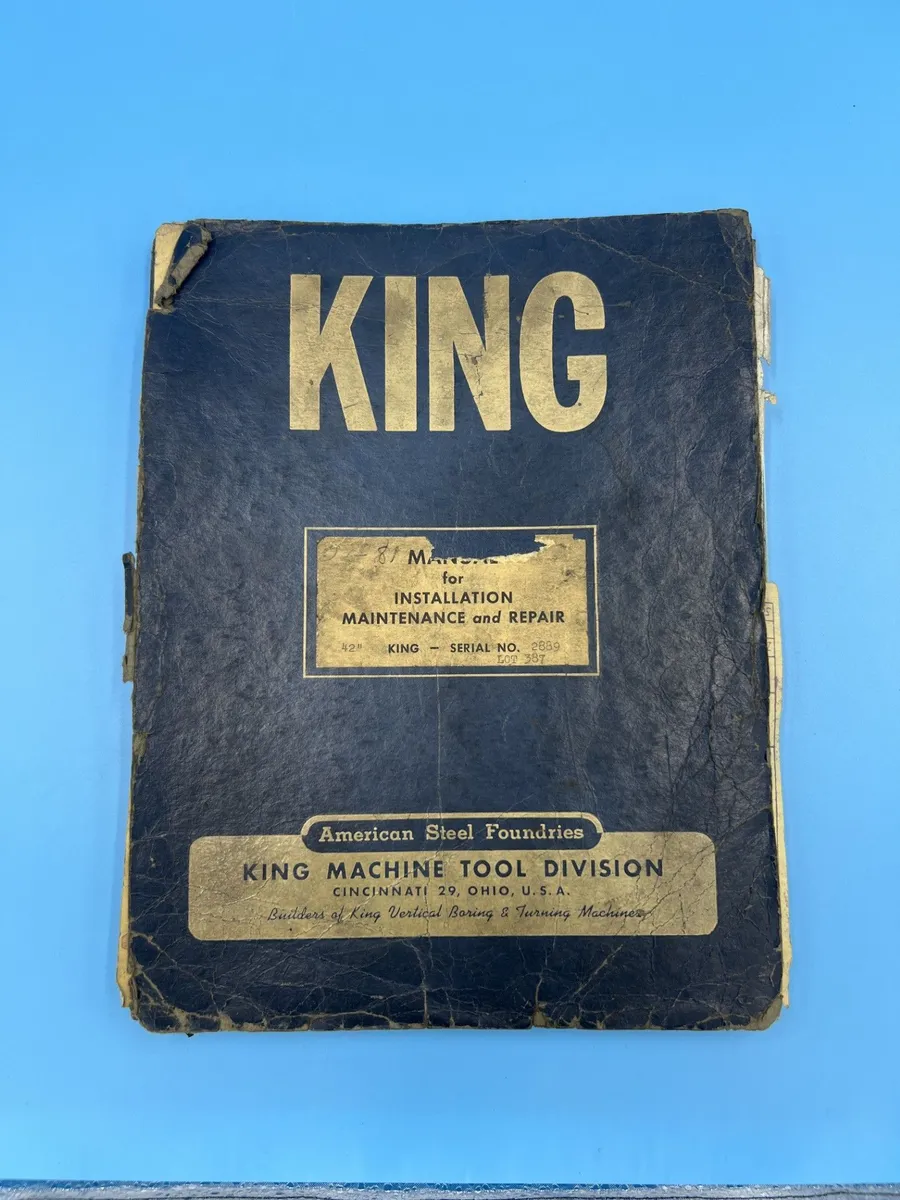 KING
81
MANUAL
for
INSTALLATION
MAINTENANCE and REPAIR
42" KING — SERIAL NO. 2889
LOT 387
American Steel Foundries
KING MACHINE TOOL DIVISION
CINCINNATI 29, OHIO, U.S.A.
Builders of King Vertical Boring & Turning Machines